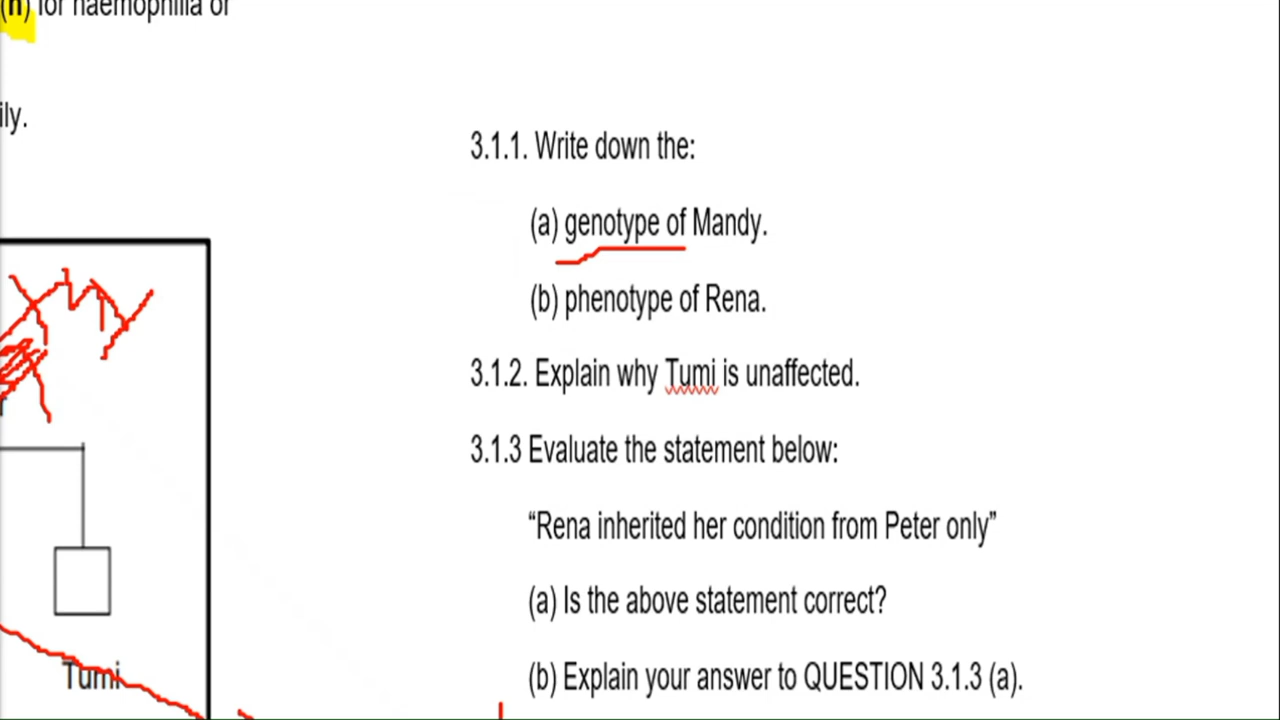 (h) for haemophilia or
ily.
3.1.1. Write down the:
(a) genotype of Mandy.
(b) phenotype of Rena.
3.1.2. Explain why Tumi is unaffected.
3.1.3 Evaluate the statement below:
“Rena inherited her condition from Peter only”
(a) Is the above statement correct?
Tumi
(b) Explain your answer to QUESTION 3.1.3 (a).